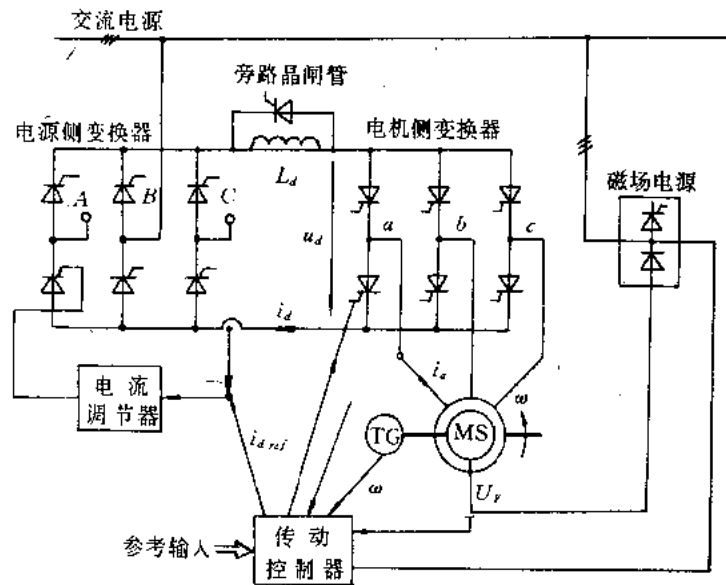 交流电源
旁路晶闸管
电源侧变换器
电机侧变换器
磁场电源
A
B
C
L_d
u_d
a
b
c
i_d
电流
调节器
i_a
ω
TG
MS
i_{d ref}
ω
参考输入
传动
控制器